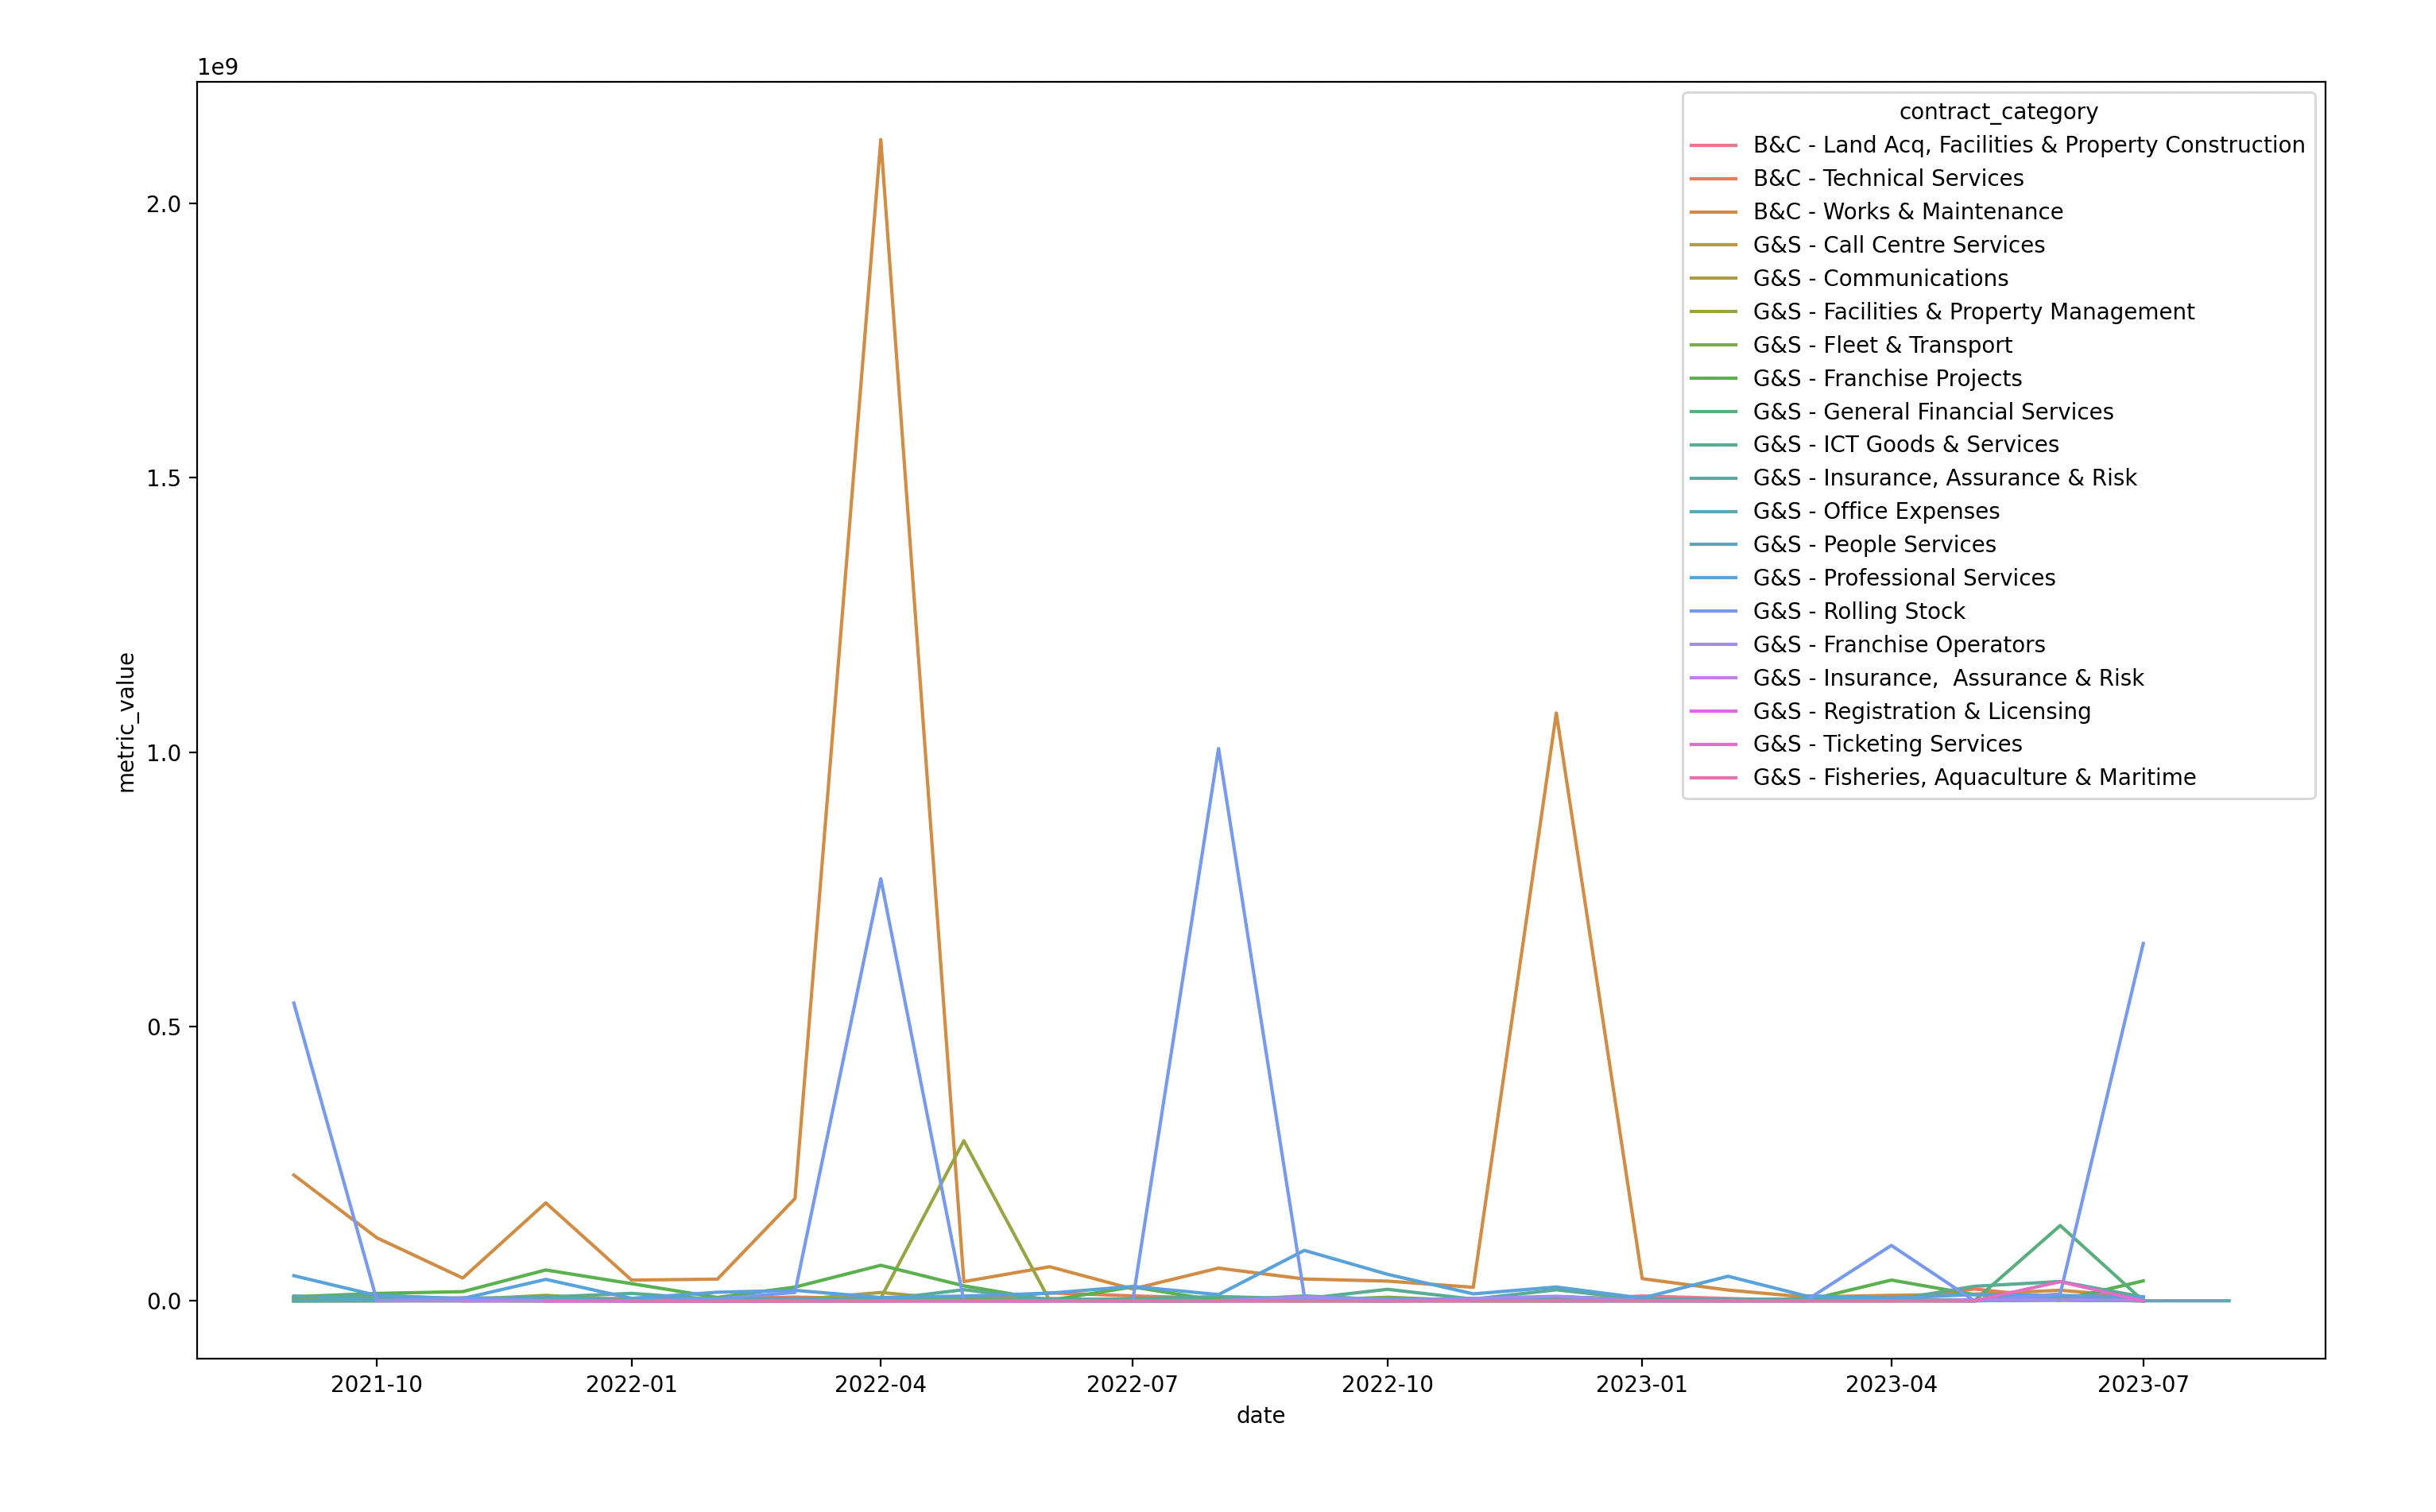 1e9
2.0
1.5
1.0
0.5
0.0
metric_value
2021-10 2022-01 2022-04 2022-07 2022-10 2023-01 2023-04 2023-07
date
contract_category
B&C - Land Acq, Facilities & Property Construction
B&C - Technical Services
B&C - Works & Maintenance
G&S - Call Centre Services
G&S - Communications
G&S - Facilities & Property Management
G&S - Fleet & Transport
G&S - Franchise Projects
G&S - General Financial Services
G&S - ICT Goods & Services
G&S - Insurance, Assurance & Risk
G&S - Office Expenses
G&S - People Services
G&S - Professional Services
G&S - Rolling Stock
G&S - Franchise Operators
G&S - Insurance,  Assurance & Risk
G&S - Registration & Licensing
G&S - Ticketing Services
G&S - Fisheries, Aquaculture & Maritime